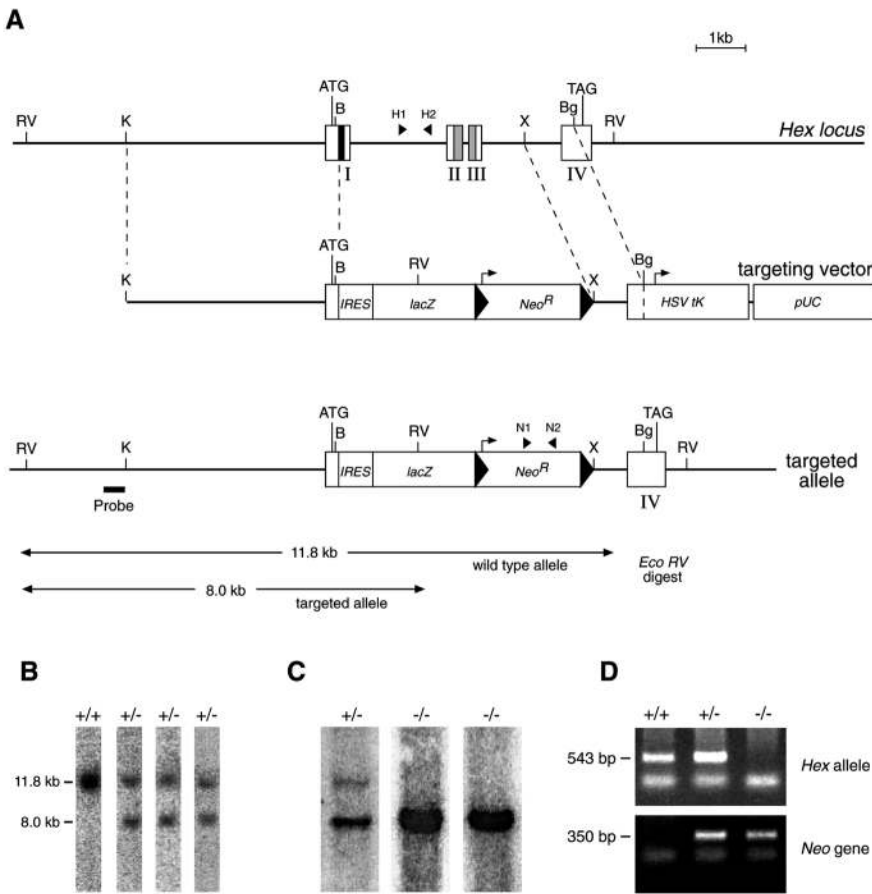 A
1kb
ATG
TAG
RV
K
B
H1
H2
X
Bg
RV
Hex locus
I
II
III
IV
ATG
RV
Bg
targeting vector
K
B
X
IRES
lacZ
NeoR
HSV tK
pUC
ATG
TAG
RV
K
B
RV
N1
N2
X
Bg
RV
IRES
lacZ
NeoR
targeted
allele
Probe
IV
11.8 kb
wild type allele
Eco RV
digest
8.0 kb
targeted allele
B
+/+ +/- +/- +/-
11.8 kb
8.0 kb
C
+/- -/- -/-
D
+/+ +/- -/-
543 bp
Hex allele
350 bp
Neo gene